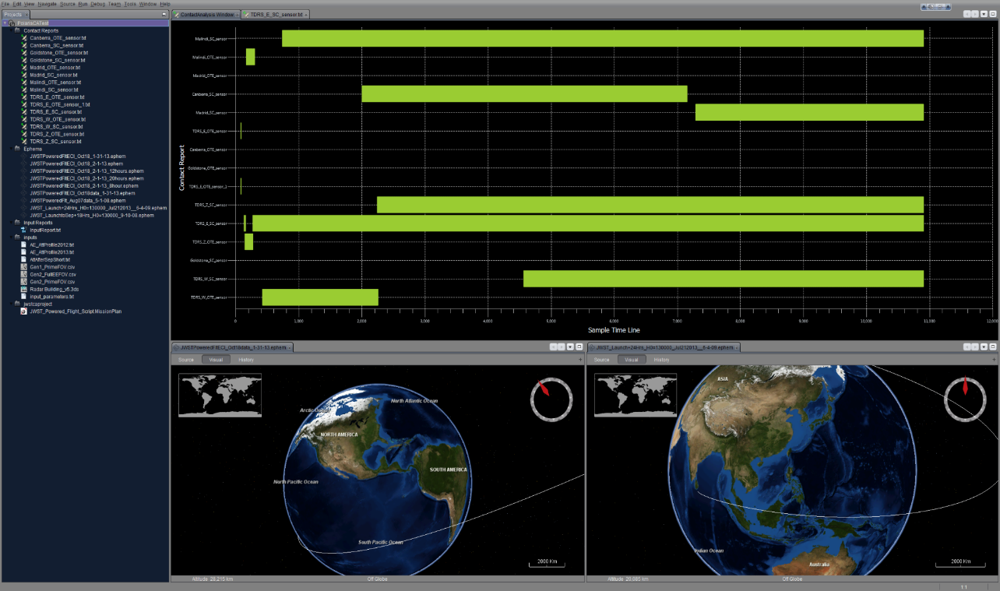 File Edit View Navigate Source Run Debug Team Tools Window Help
Projects
PolarisCATest
Contact Reports
Canberra_OTE_sensor.txt
Canberra_SC_sensor.txt
Goldstone_OTE_sensor.txt
Goldstone_SC_sensor.txt
Madrid_OTE_sensor.txt
Madrid_SC_sensor.txt
Malindi_OTE_sensor.txt
Malindi_SC_sensor.txt
TDRS_E_OTE_sensor.txt
TDRS_E_OTE_sensor_1.txt
TDRS_E_SC_sensor.txt
TDRS_W_OTE_sensor.txt
TDRS_W_SC_sensor.txt
TDRS_Z_OTE_sensor.txt
TDRS_Z_SC_sensor.txt
Ephems
JWSTPoweredFltECI_Oct18_1-31-13.ephem
JWSTPoweredFltECI_Oct18_2-1-13.ephem
JWSTPoweredFltECI_Oct18_2-1-13_12hours.ephem
JWSTPoweredFltECI_Oct18_2-1-13_20hours.ephem
JWSTPoweredFltECI_Oct18_2-1-13_8hour.ephem
JWSTPoweredFltECI_Oct18data_1-31-13.ephem
JWSTPoweredFlt_Aug07data_5-1-08.ephem
JWST_Launch+24Hrs_H0=130000_Jul212013__6-4-09.ephem
JWST_LaunchtoSep+18Hrs_H0=130000_9-10-08.ephem
Input Reports
InputReport.txt
inputs
AE_AttProfile2012.txt
AE_AttProfile2013.txt
AttAfterSepShort.txt
Gen1_PrimeFOV.csv
Gen2_FullEEFOV.csv
Gen2_PrimeFOV.csv
Radar Building_v5.3ds
input_parameters.txt
jwstcaproject
JWST_Powered_Flight_Script.MissionPlan
ContactAnalysis Window
TDRS_E_SC_sensor.txt
Contact Report
Malindi_SC_sensor
Malindi_OTE_sensor
Madrid_OTE_sensor
Canberra_SC_sensor
Madrid_SC_sensor
TDRS_E_OTE_sensor
Canberra_OTE_sensor
Goldstone_OTE_sensor
TDRS_E_OTE_sensor_1
TDRS_Z_SC_sensor
TDRS_E_SC_sensor
TDRS_Z_OTE_sensor
Goldstone_SC_sensor
TDRS_W_SC_sensor
TDRS_W_OTE_sensor
0 1,000 2,000 3,000 4,000 5,000 6,000 7,000 8,000 9,000 10,000 11,000 12,000
Sample Time Line
JWSTPoweredFltECI_Oct18data_1-31-13.ephem
Source Visual History
North Atlantic Ocean
NORTH AMERICA
SOUTH AMERICA
North Pacific Ocean
South Pacific Ocean
2000 Km
Altitude 28,215 km
Off Globe
JWST_Launch+24Hrs_H0=130000_Jul212013__6-4-09.ephem
Source Visual History
ASIA
Indian Ocean
Australia
2000 Km
Altitude 20,085 km
Off Globe
1:1